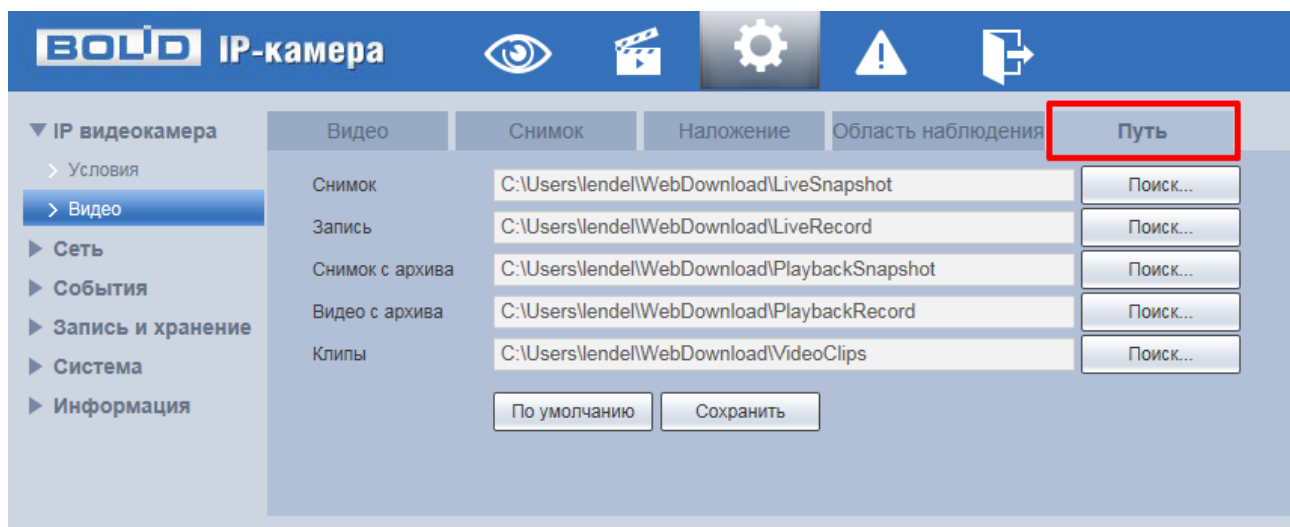 BOLID IP-камера
IP видеокамера
Условия
Видео
Сеть
События
Запись и хранение
Система
Информация
Видео Снимок Наложение Область наблюдения Путь
Снимок C:\Users\lendel\WebDownload\LiveSnapshot Поиск...
Запись C:\Users\lendel\WebDownload\LiveRecord Поиск...
Снимок с архива C:\Users\lendel\WebDownload\PlaybackSnapshot Поиск...
Видео с архива C:\Users\lendel\WebDownload\PlaybackRecord Поиск...
Клипы C:\Users\lendel\WebDownload\VideoClips Поиск...
По умолчанию Сохранить